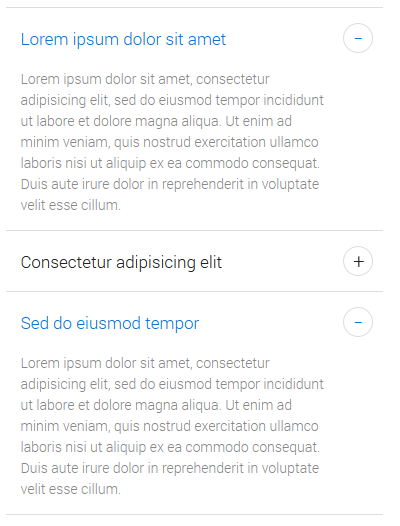 Lorem ipsum dolor sit amet −
Lorem ipsum dolor sit amet, consectetur
adipisicing elit, sed do eiusmod tempor incididunt
ut labore et dolore magna aliqua. Ut enim ad
minim veniam, quis nostrud exercitation ullamco
laboris nisi ut aliquip ex ea commodo consequat.
Duis aute irure dolor in reprehenderit in voluptate
velit esse cillum.
Consectetur adipisicing elit +
Sed do eiusmod tempor −
Lorem ipsum dolor sit amet, consectetur
adipisicing elit, sed do eiusmod tempor incididunt
ut labore et dolore magna aliqua. Ut enim ad
minim veniam, quis nostrud exercitation ullamco
laboris nisi ut aliquip ex ea commodo consequat.
Duis aute irure dolor in reprehenderit in voluptate
velit esse cillum.